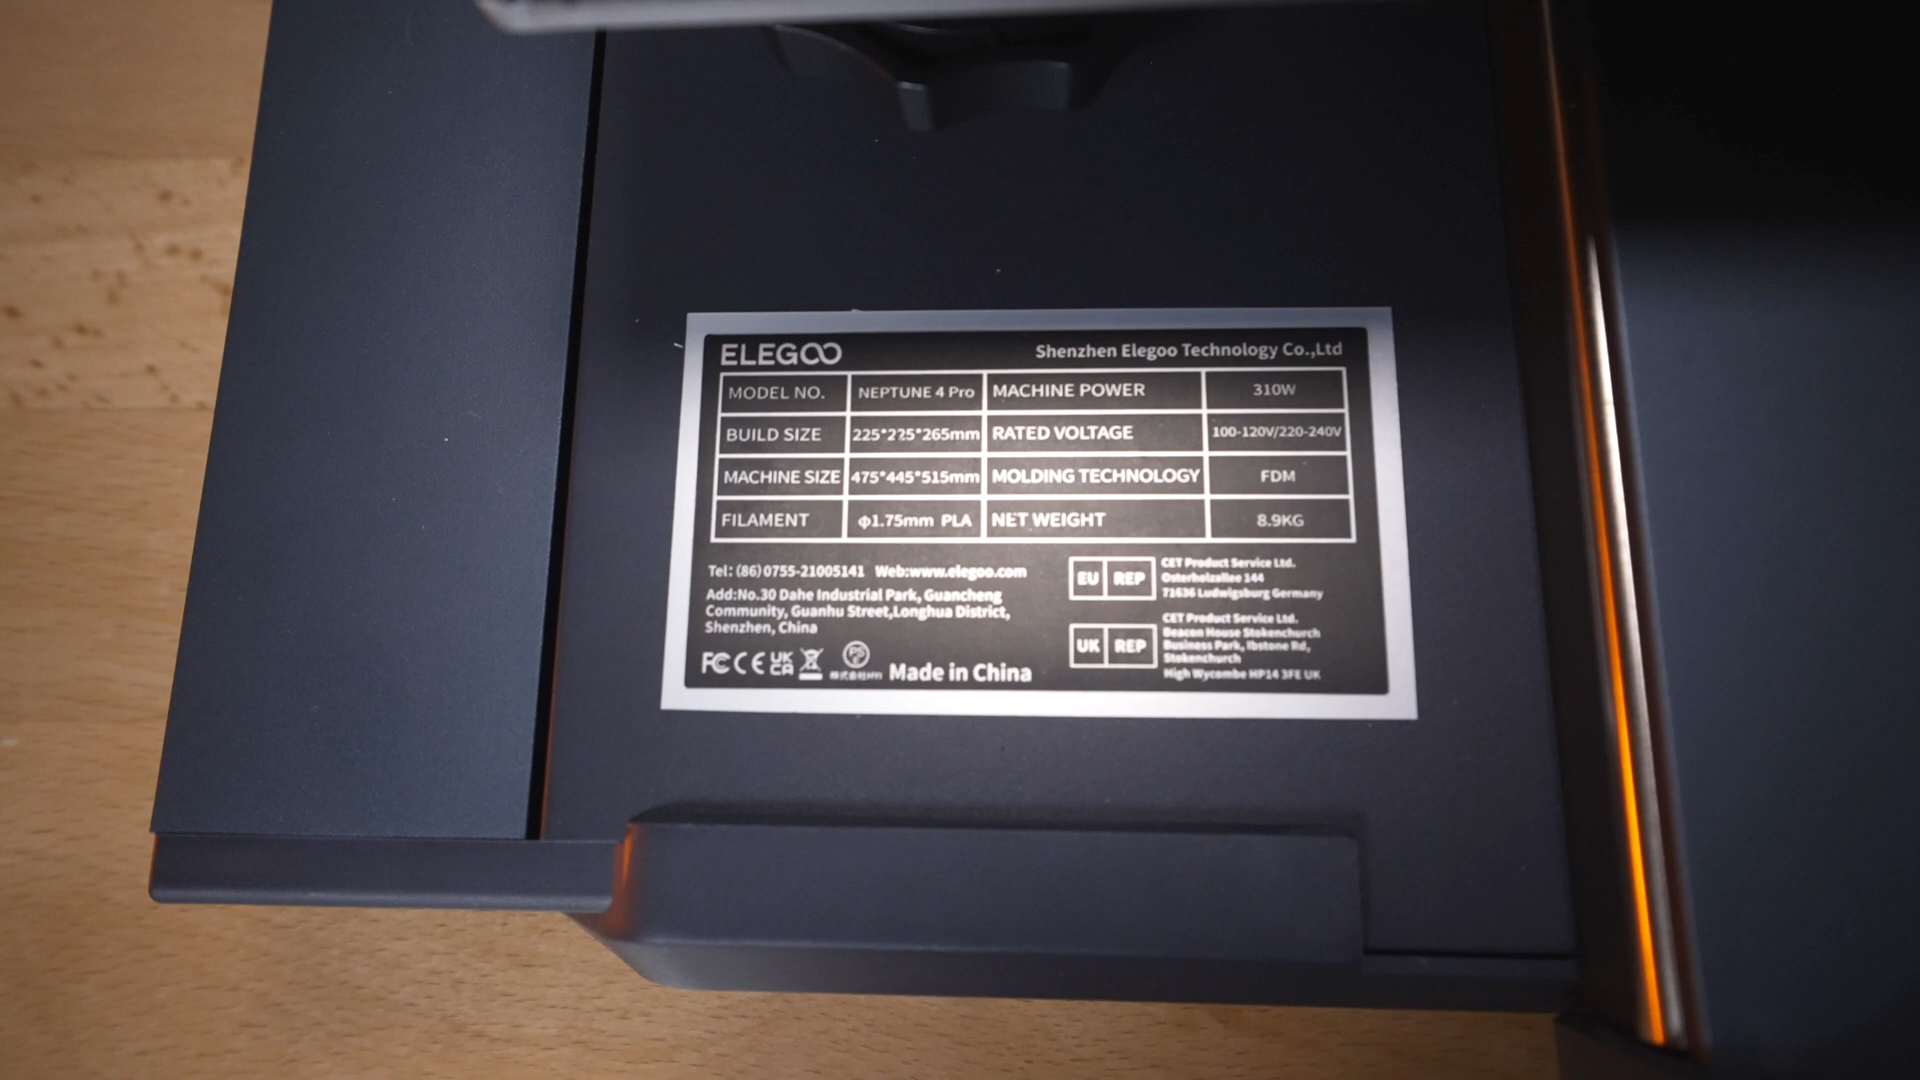 ELEGOO
Shenzhen Elegoo Technology Co.,Ltd
MODEL NO. NEPTUNE 4 Pro MACHINE POWER 310W
BUILD SIZE 225*225*265mm RATED VOLTAGE 100-120V/220-240V
MACHINE SIZE 475*445*515mm MOLDING TECHNOLOGY FDM
FILAMENT φ1.75mm PLA NET WEIGHT 8.9KG
Tel: (86)0755-21005141 Web:www.elegoo.com
Add:No.30 Dahe Industrial Park, Guancheng
Community, Guanhu Street,Longhua District,
Shenzhen, China
FC CE UK CA
PS
株式会社
Made in China
EU REP
CET Product Service Ltd.
Osterholzallee 144
71636 Ludwigsburg Germany
UK REP
CET Product Service Ltd.
Beacon House Stokenchurch
Business Park, Ibstone Rd,
Stokenchurch
High Wycombe HP14 3FE UK